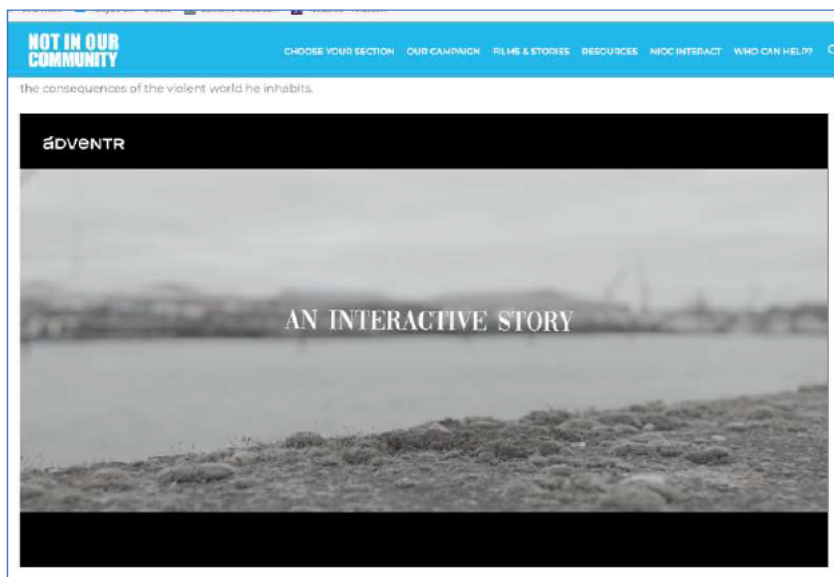 NOT IN OUR
COMMUNITY
CHOOSE YOUR SECTION OUR CAMPAIGN FILMS & STORIES RESOURCES NIOC INTERACT WHO CAN HELP?
the consequences of the violent world he inhabits.
ADVENTR
AN INTERACTIVE STORY